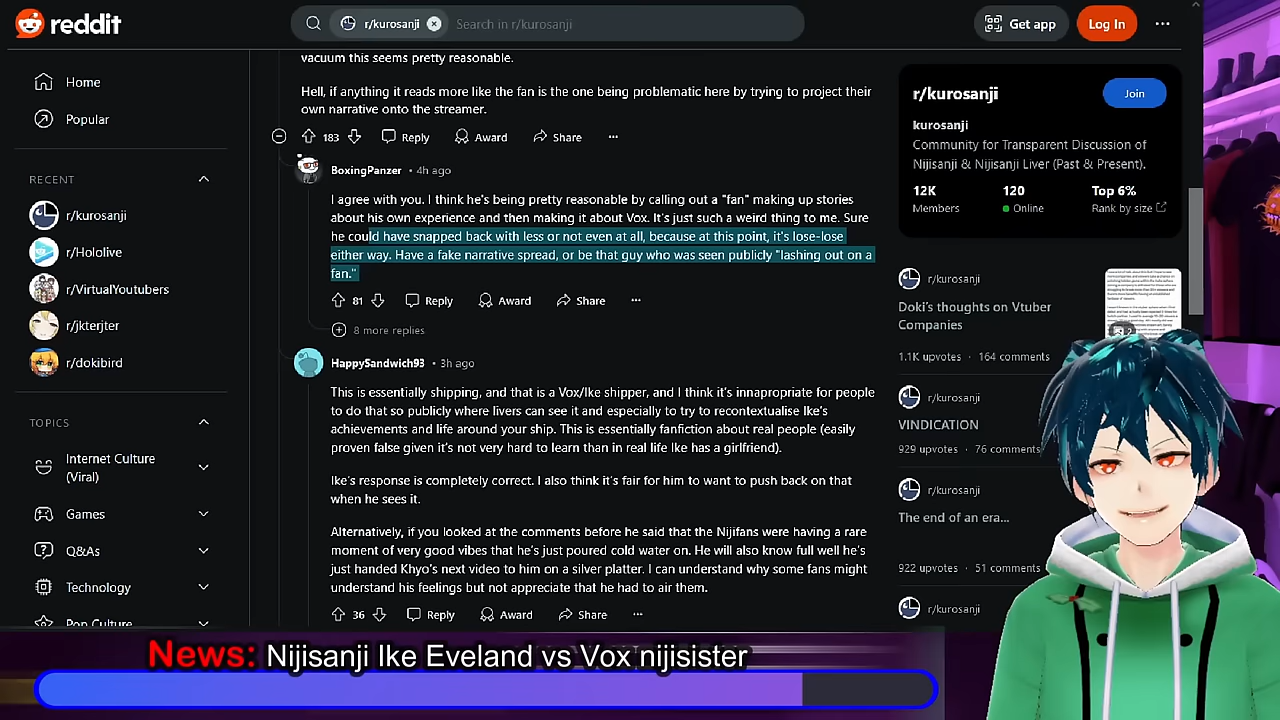 reddit
r/kurosanji
Search in r/kurosanji
Get app
Log In
Home
Popular
RECENT
r/kurosanji
r/Hololive
r/VirtualYoutubers
r/jkterjter
r/dokibird
TOPICS
Internet Culture
(Viral)
Games
Q&As
Technology
Pop Culture
vacuum this seems pretty reasonable.
Hell, if anything it reads more like the fan is the one being problematic here by trying to project their
own narrative onto the streamer.
183 Reply Award Share
BoxingPanzer • 4h ago
I agree with you. I think he's being pretty reasonable by calling out a "fan" making up stories
about his own experience and then making it about Vox. It's just such a weird thing to me. Sure
he could have snapped back with less or not even at all, because at this point, it's lose-lose
either way. Have a fake narrative spread, or be that guy who was seen publicly "lashing out on a
fan."
81 Reply Award Share
8 more replies
HappySandwich93 • 3h ago
This is essentially shipping, and that is a Vox/Ike shipper, and I think it's innapropriate for people
to do that so publicly where livers can see it and especially to try to recontextualise Ike's
achievements and life around your ship. This is essentially fanfiction about real people (easily
proven false given it's not very hard to learn than in real life Ike has a girlfriend).
Ike's response is completely correct. I also think it's fair for him to want to push back on that
when he sees it.
Alternatively, if you looked at the comments before he said that the Nijifans were having a rare
moment of very good vibes that he's just poured cold water on. He will also know full well he's
just handed Khyo's next video to him on a silver platter. I can understand why some fans might
understand his feelings but not appreciate that he had to air them.
36 Reply Award Share
r/kurosanji
Join
kurosanji
Community for Transparent Discussion of
Nijisanji & Nijisanji Liver (Past & Present).
12K 120 Top 6%
Members Online Rank by size
r/kurosanji
Doki's thoughts on Vtuber
Companies
1.1K upvotes • 164 comments
r/kurosanji
VINDICATION
929 upvotes • 76 comments
r/kurosanji
The end of an era...
922 upvotes • 51 comments
r/kurosanji
News: Nijisanji Ike Eveland vs Vox nijisister